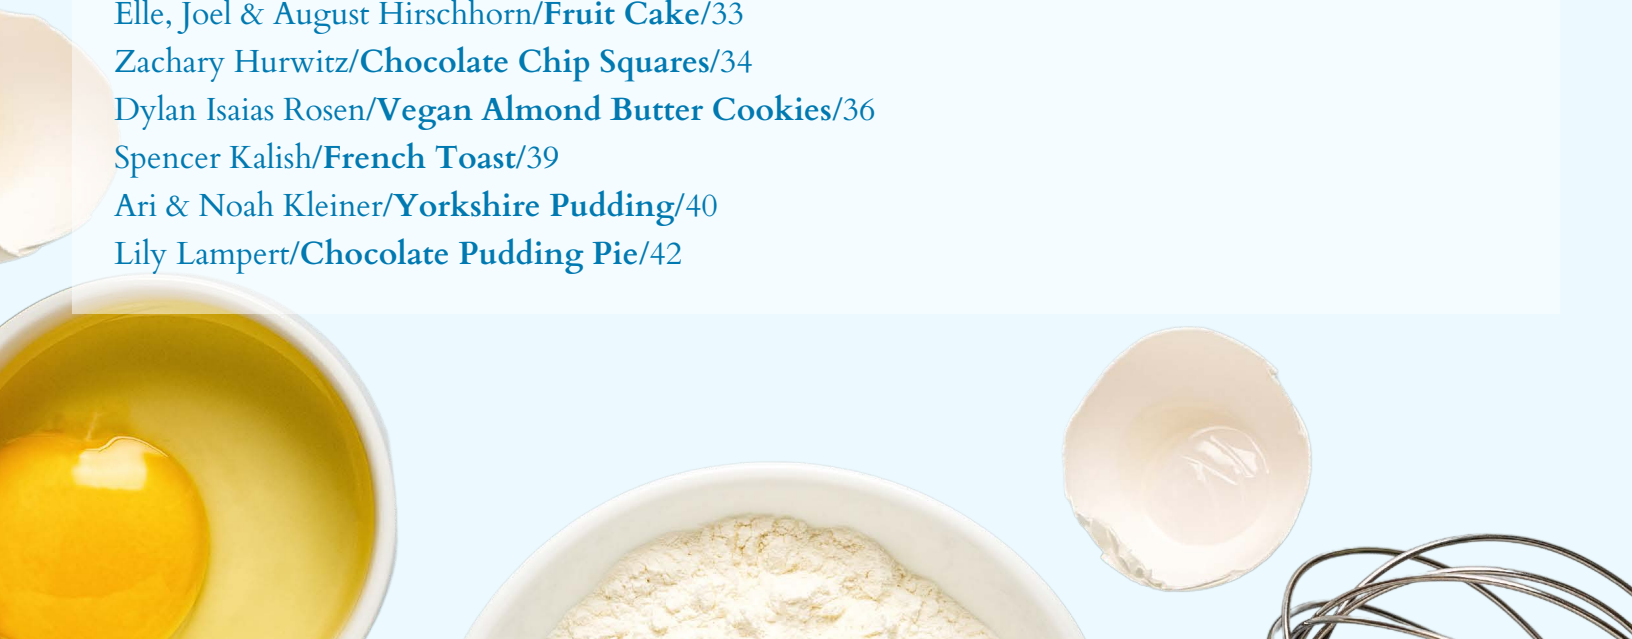 Elle, Joel & August Hirschhorn/Fruit Cake/33
Zachary Hurwitz/Chocolate Chip Squares/34
Dylan Isaias Rosen/Vegan Almond Butter Cookies/36
Spencer Kalish/French Toast/39
Ari & Noah Kleiner/Yorkshire Pudding/40
Lily Lampert/Chocolate Pudding Pie/42